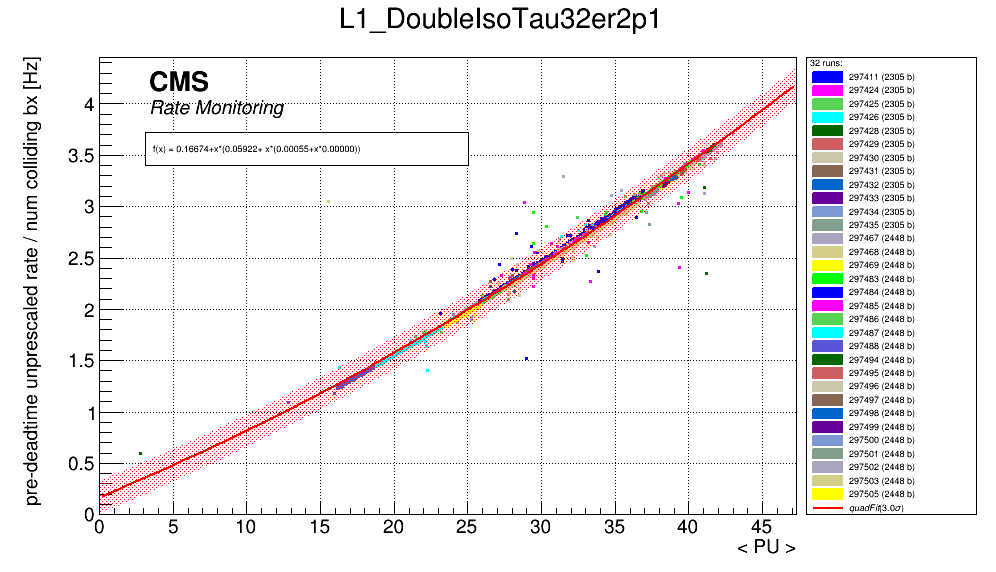 L1_DoubleIsoTau32er2p1
pre-deadtime unprescaled rate / num colliding bx [Hz]
CMS
Rate Monitoring
f(x) = 0.16674+x*(0.05922+ x*(0.00055+x*0.00000))
4
3.5
3
2.5
2
1.5
1
0.5
0
0 5 10 15 20 25 30 35 40 45
< PU >
32 runs:
297411 (2305 b)
297424 (2305 b)
297425 (2305 b)
297426 (2305 b)
297428 (2305 b)
297429 (2305 b)
297430 (2305 b)
297431 (2305 b)
297432 (2305 b)
297433 (2305 b)
297434 (2305 b)
297435 (2305 b)
297467 (2448 b)
297468 (2448 b)
297469 (2448 b)
297483 (2448 b)
297484 (2448 b)
297485 (2448 b)
297486 (2448 b)
297487 (2448 b)
297488 (2448 b)
297494 (2448 b)
297495 (2448 b)
297496 (2448 b)
297497 (2448 b)
297498 (2448 b)
297499 (2448 b)
297500 (2448 b)
297501 (2448 b)
297502 (2448 b)
297503 (2448 b)
297505 (2448 b)
quadFit(3.0σ)